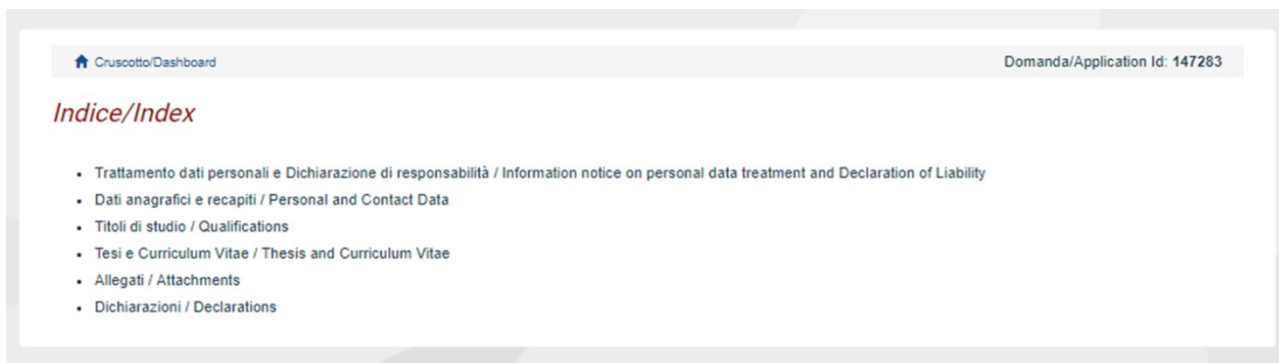 Cruscotto/Dashboard
Domanda/Application Id: 147283
Indice/Index
Trattamento dati personali e Dichiarazione di responsabilità / Information notice on personal data treatment and Declaration of Liability
Dati anagrafici e recapiti / Personal and Contact Data
Titoli di studio / Qualifications
Tesi e Curriculum Vitae / Thesis and Curriculum Vitae
Allegati / Attachments
Dichiarazioni / Declarations